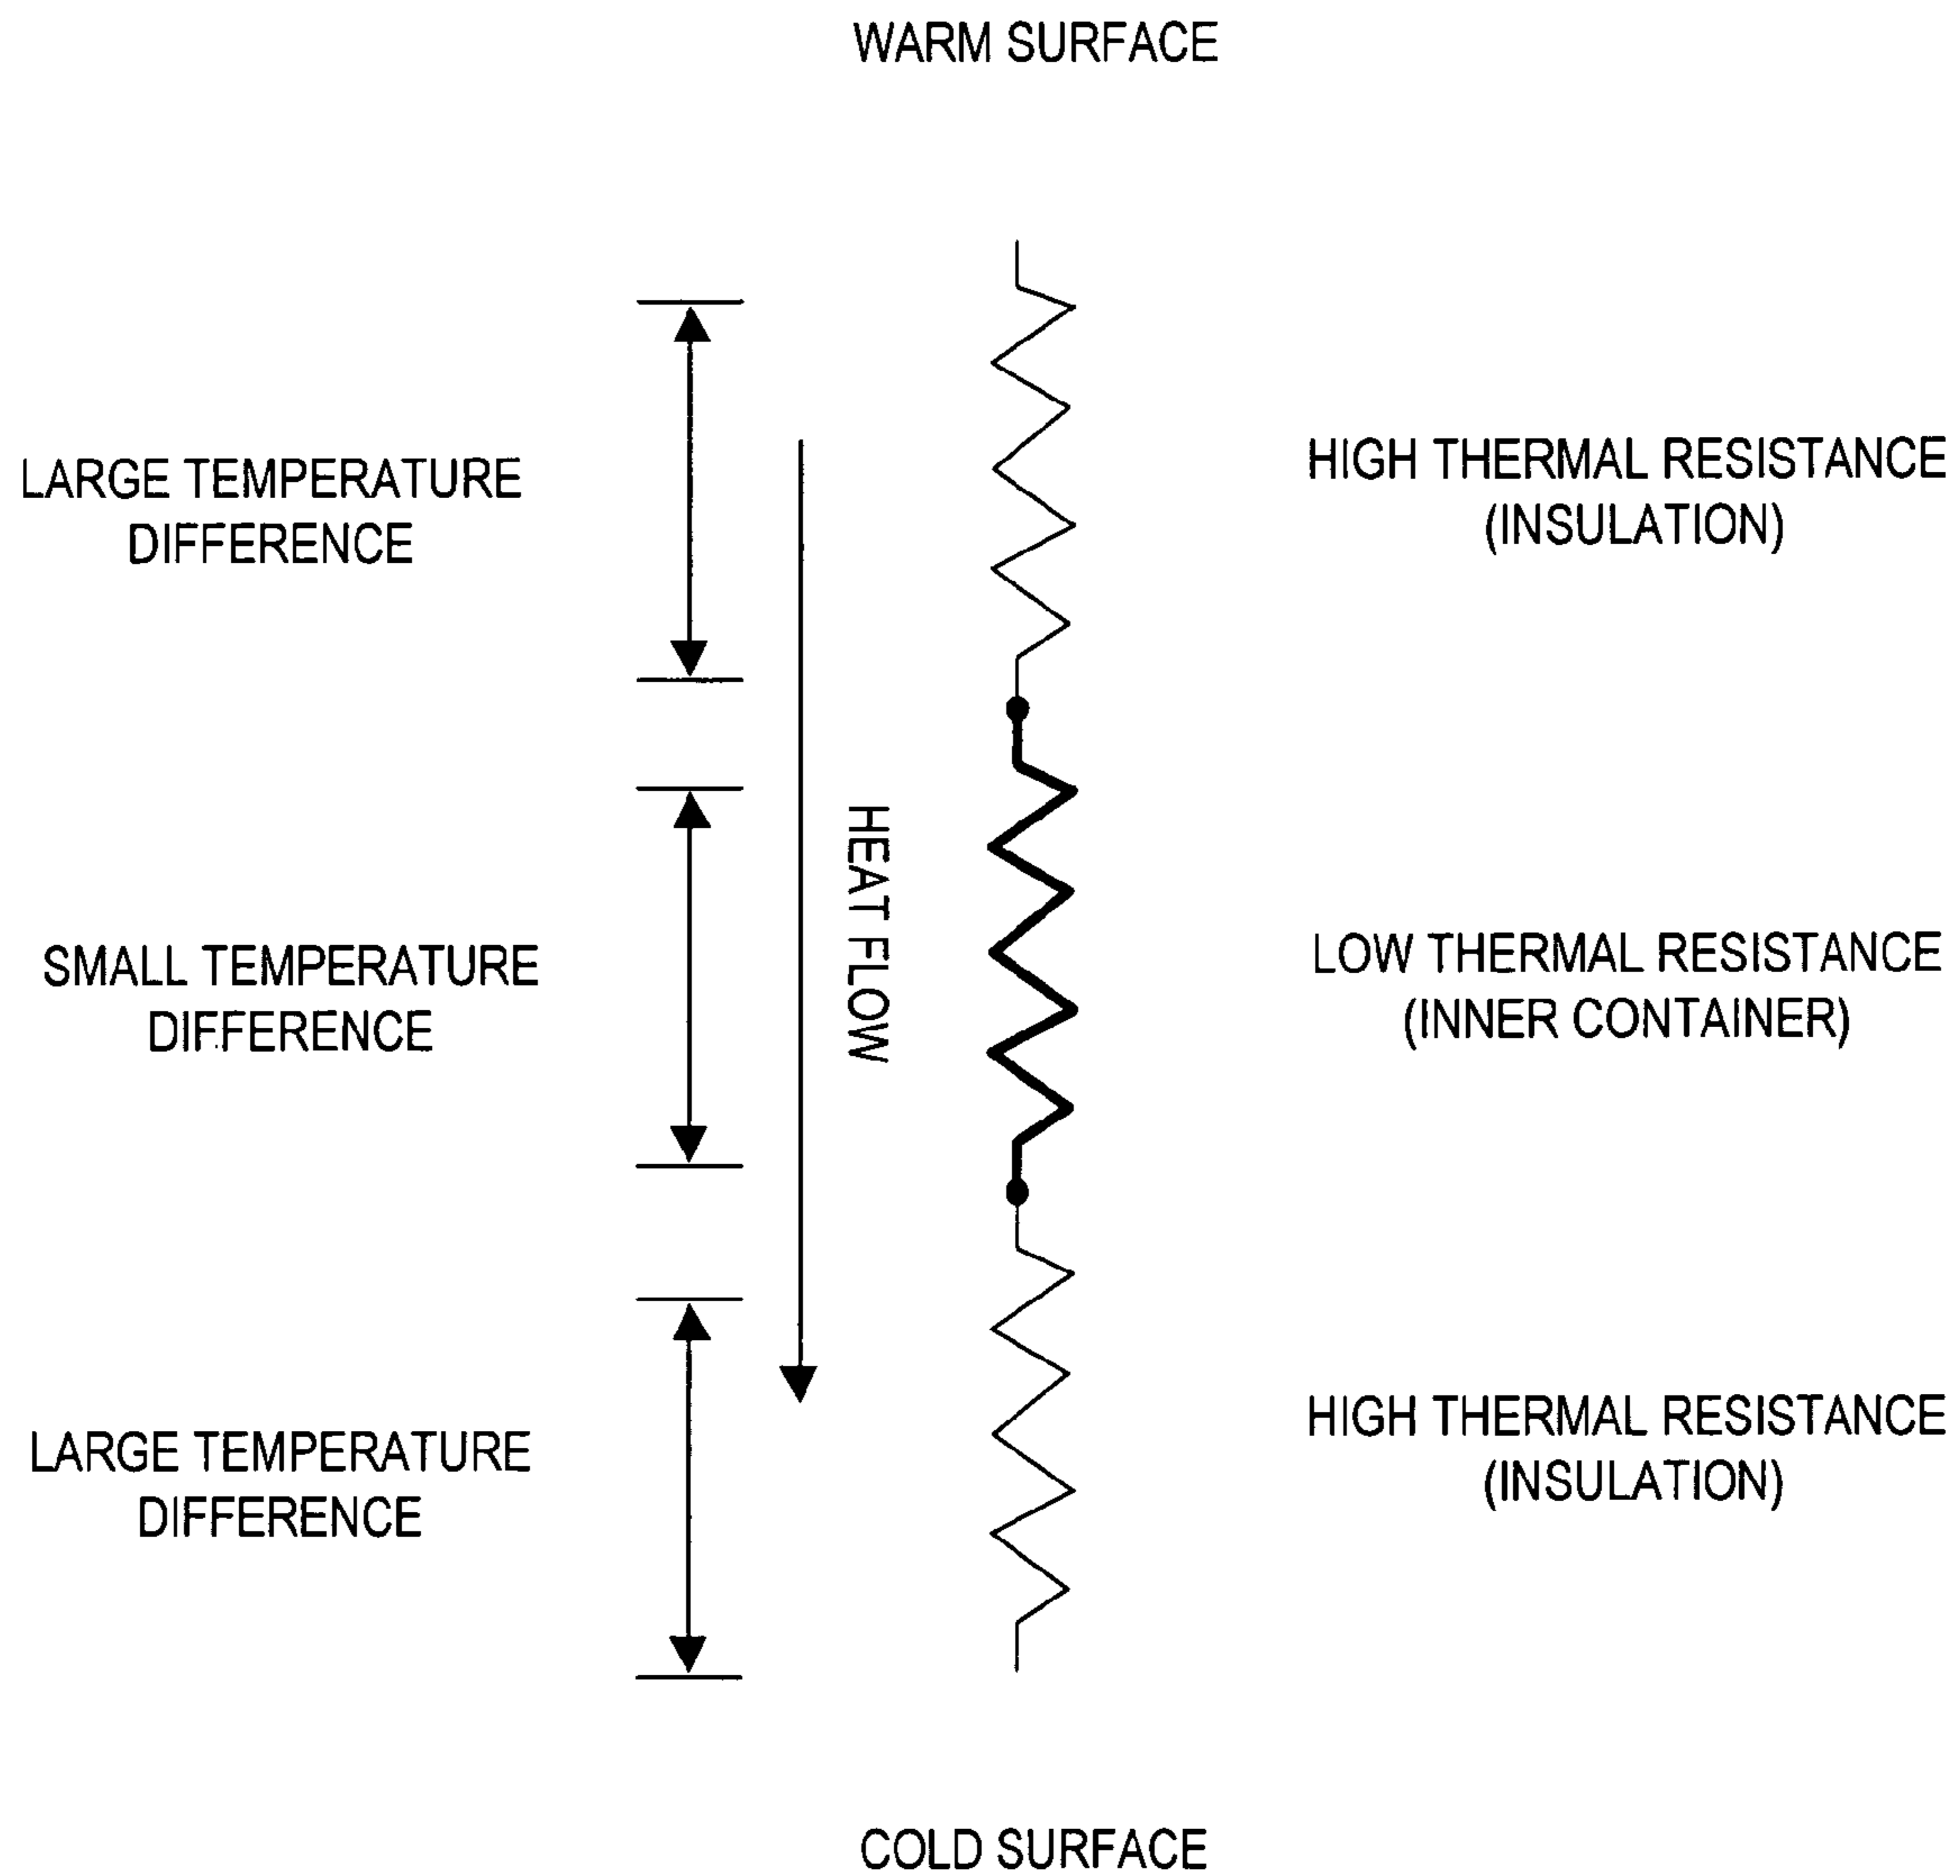 WARM SURFACE
LARGE TEMPERATURE
DIFFERENCE
HIGH THERMAL RESISTANCE
(INSULATION)
HEAT FLOW
SMALL TEMPERATURE
DIFFERENCE
LOW THERMAL RESISTANCE
(INNER CONTAINER)
LARGE TEMPERATURE
DIFFERENCE
HIGH THERMAL RESISTANCE
(INSULATION)
COLD SURFACE